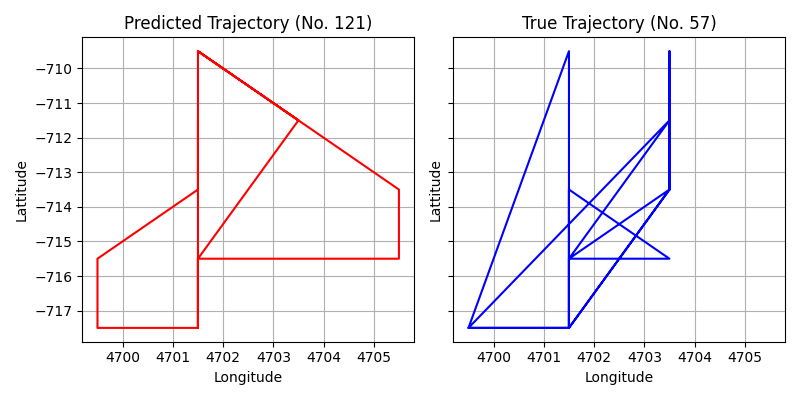 Predicted Trajectory (No. 121)
Lattitude
−710
−711
−712
−713
−714
−715
−716
−717
4700 4701 4702 4703 4704 4705
Longitude
True Trajectory (No. 57)
Lattitude
4700 4701 4702 4703 4704 4705
Longitude